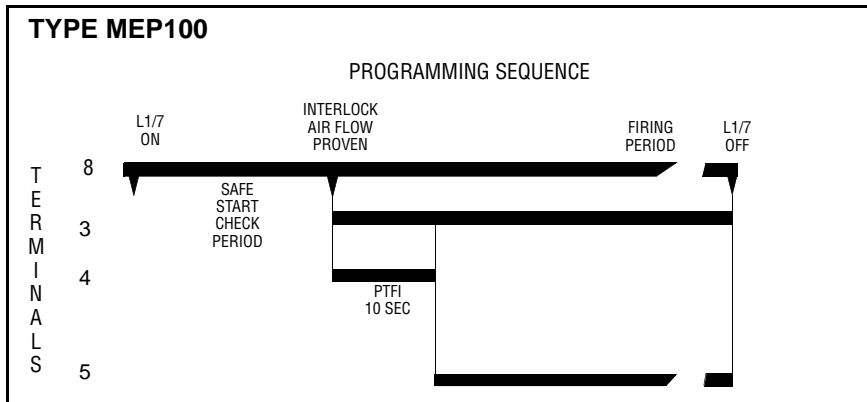 TYPE MEP100
PROGRAMMING SEQUENCE
L1/7
ON
INTERLOCK
AIR FLOW
PROVEN
FIRING
PERIOD
L1/7
OFF
TERMINALS
8
SAFE
START
CHECK
PERIOD
3
4
PTFI
10 SEC
5